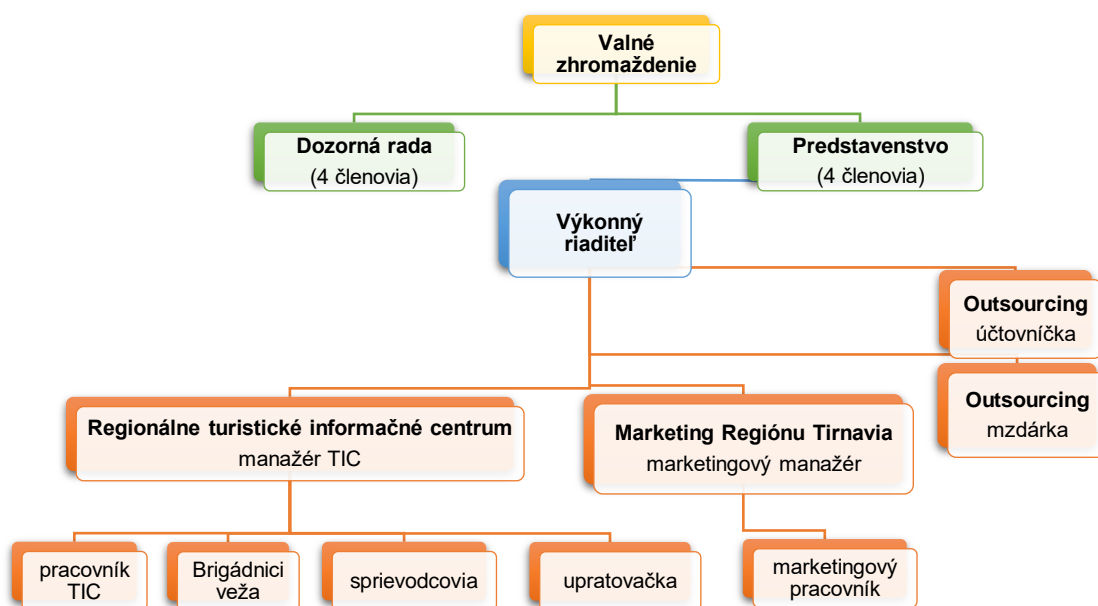 Valné
zhromaždenie
Dozorná rada
(4 členovia)
Predstavenstvo
(4 členovia)
Výkonný
riaditeľ
Outsourcing
účtovníčka
Outsourcing
mzdárka
Regionálne turistické informačné centrum
manažér TIC
Marketing Regiónu Tirnavia
marketingový manažér
pracovník
TIC
Brigádnici
veža
sprievodcovia
upratovačka
marketingový
pracovník